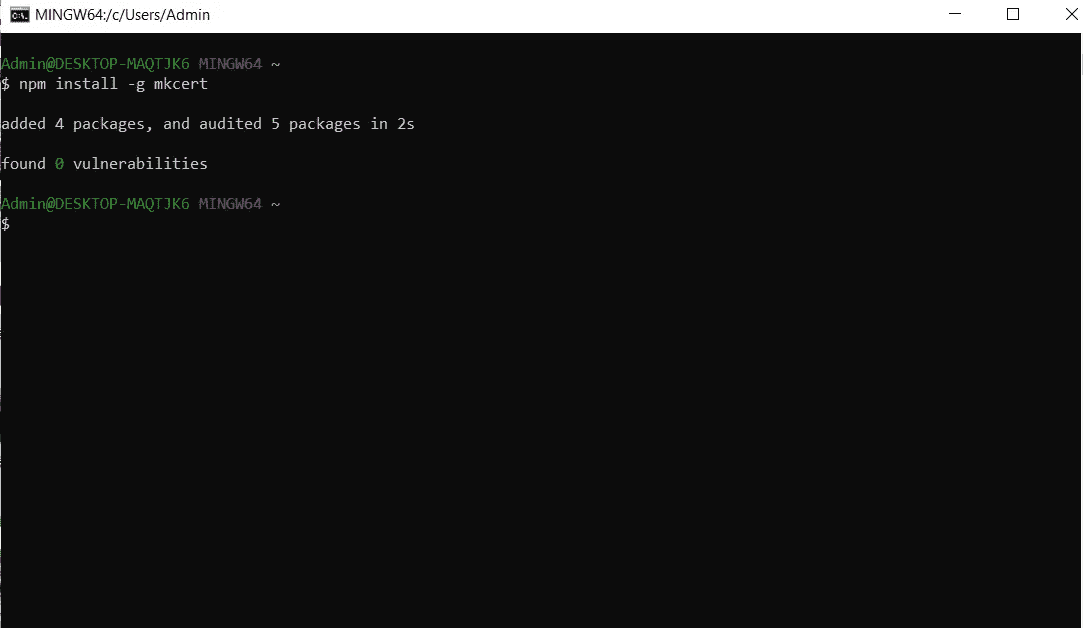 MINGW64:/c/Users/Admin
Admin@DESKTOP-MAQTJK6 MINGW64 ~
$ npm install -g mkcert
added 4 packages, and audited 5 packages in 2s
found 0 vulnerabilities
Admin@DESKTOP-MAQTJK6 MINGW64 ~
$